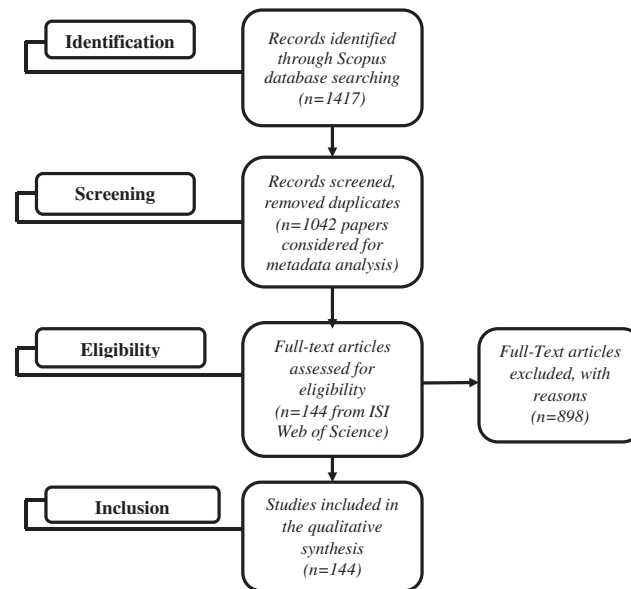 Identification
Records identified
through Scopus
database searching
(n=1417)
Screening
Records screened,
removed duplicates
(n=1042 papers
considered for
metadata analysis)
Eligibility
Full-text articles
assessed for
eligibility
(n=144 from ISI
Web of Science)
Full-Text articles
excluded, with
reasons
(n=898)
Inclusion
Studies included in
the qualitative
synthesis
(n=144)